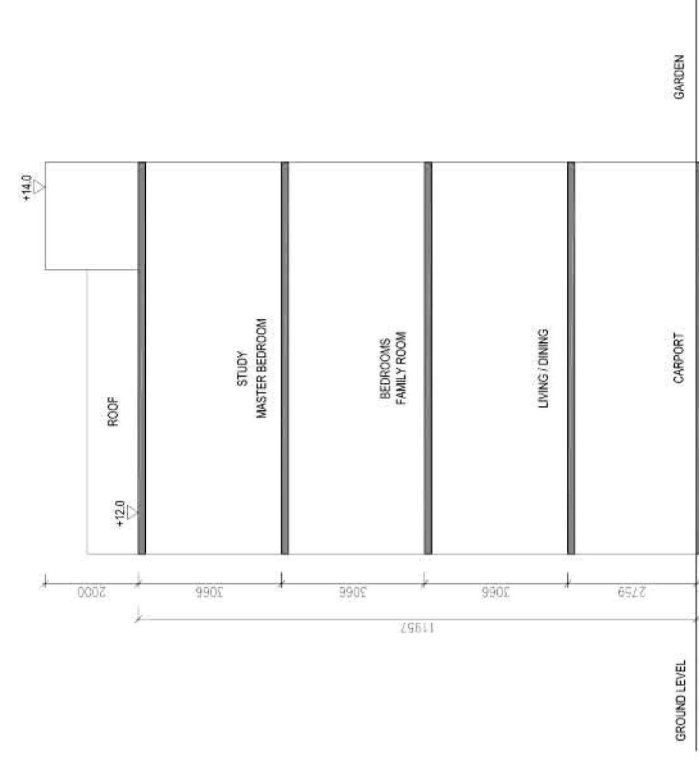 +14.0
GARDEN
ROOF
+12.0
STUDY
MASTER BEDROOM
BEDROOMS
FAMILY ROOM
LIVING / DINING
CARPORT
2000
3066
3066
3066
2759
11957
GROUND LEVEL